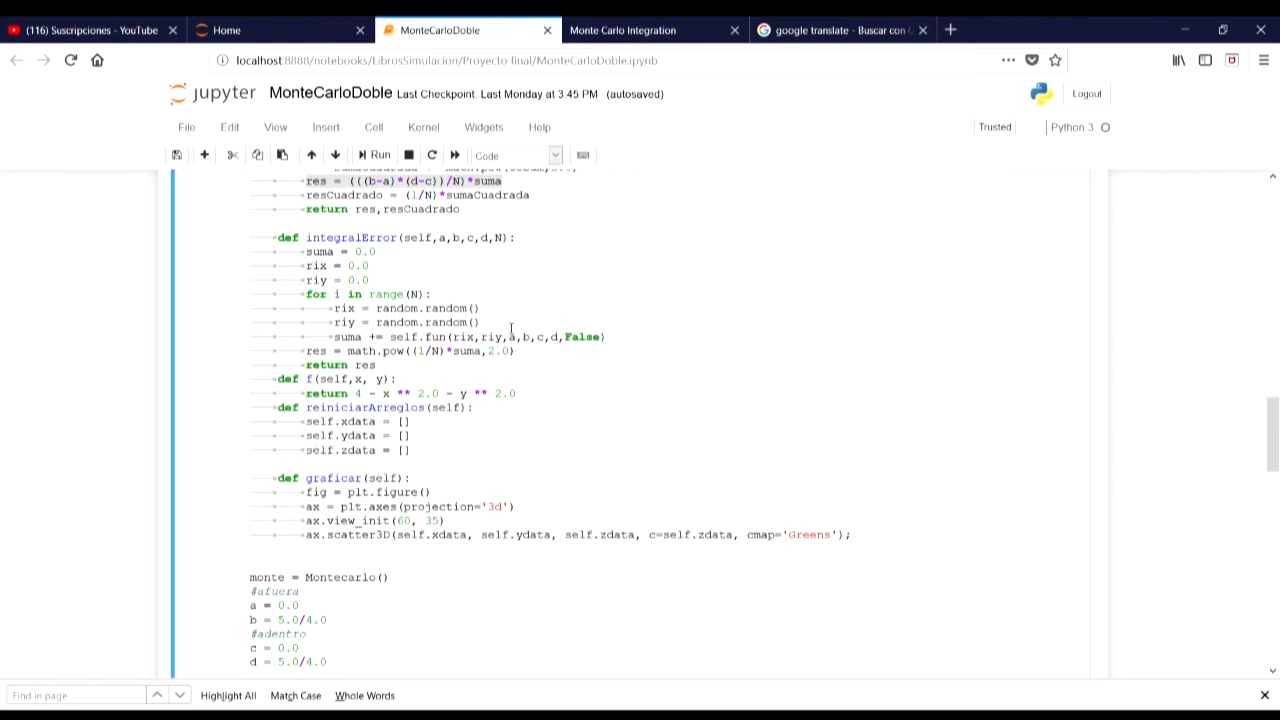 (116) Suscripciones - YouTube
Home
MonteCarloDoble
Monte Carlo Integration
google translate - Buscar con
localhost:8888/notebooks/LibrosSimulacion/Proyecto final/MonteCarloDoble.ipynb
jupyter MonteCarloDoble Last Checkpoint: Last Monday at 3:45 PM (autosaved)
Logout
File Edit View Insert Cell Kernel Widgets Help
Trusted Python 3
Run Code
res = (((b-a)*(d-c))/N)*suma
resCuadrado = (1/N)*sumaCuadrada
return res,resCuadrado
def integralError(self,a,b,c,d,N):
suma = 0.0
rix = 0.0
riy = 0.0
for i in range(N):
rix = random.random()
riy = random.random()
suma += self.fun(rix,riy,a,b,c,d,False)
res = math.pow((1/N)*suma,2.0)
return res
def f(self,x, y):
return 4 - x ** 2.0 - y ** 2.0
def reiniciarArreglos(self):
self.xdata = []
self.ydata = []
self.zdata = []
def graficar(self):
fig = plt.figure()
ax = plt.axes(projection='3d')
ax.view_init(60, 35)
ax.scatter3D(self.xdata, self.ydata, self.zdata, c=self.zdata, cmap='Greens');
monte = Montecarlo()
#afuera
a = 0.0
b = 5.0/4.0
#adentro
c = 0.0
d = 5.0/4.0
Find in page
Highlight All Match Case Whole Words